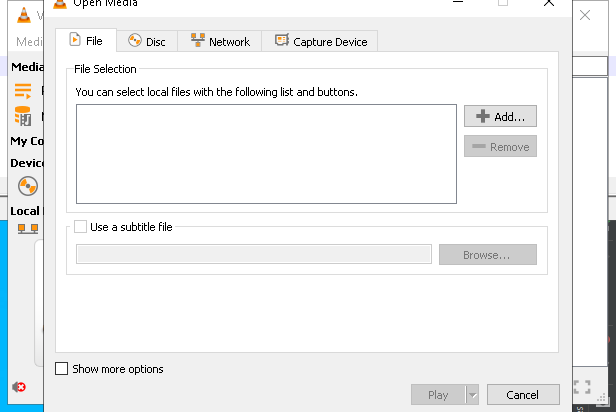 Open Media
Medi
File
Disc
Network
Capture Device
Media
File Selection
You can select local files with the following list and buttons.
Add...
Remove
My Co
Device
Local
Use a subtitle file
Browse...
Show more options
Play
Cancel